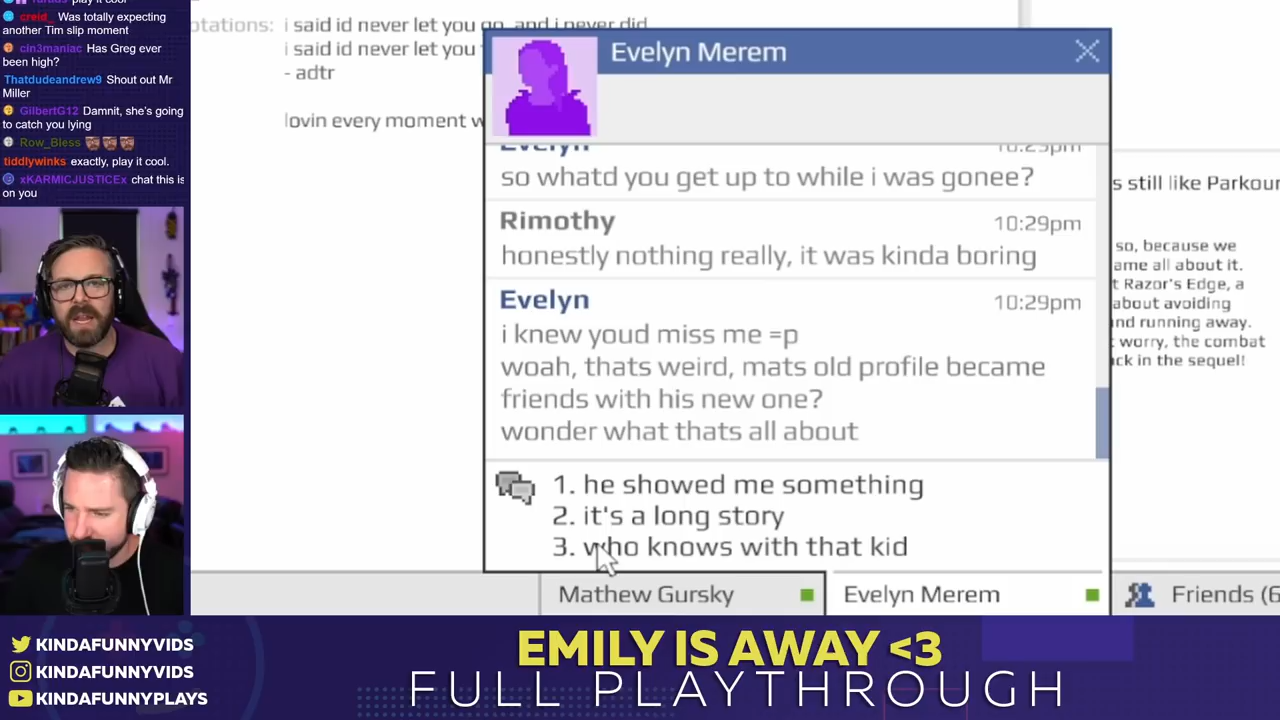 play it cool
creid_ Was totally expecting
another Tim slip moment
cin3maniac Has Greg ever
been high?
Thatdudeandrew9 Shout out Mr
Miller
GilbertG12 Damnit, she's going
to catch you lying
Row_Bless
tiddlywinks exactly, play it cool.
xKARMICJUSTICEx chat this is
on you
otations: i said id never let you go, and i never did
i said id never let you
- adtr
lovin every moment w
Evelyn Merem
Evelyn
so whatd you get up to while i was gonee?
Rimothy 10:29pm
honestly nothing really, it was kinda boring
Evelyn 10:29pm
i knew youd miss me =p
woah, thats weird, mats old profile became
friends with his new one?
wonder what thats all about
1. he showed me something
2. it's a long story
3. who knows with that kid
Mathew Gursky
Evelyn Merem
Friends (6
s still like Parkour
so, because we
ame all about it.
t Razor's Edge, a
about avoiding
nd running away.
worry, the combat
ck in the sequel!
KINDAFUNNYVIDS
KINDAFUNNYVIDS
KINDAFUNNYPLAYS
EMILY IS AWAY <3
FULL PLAYTHROUGH